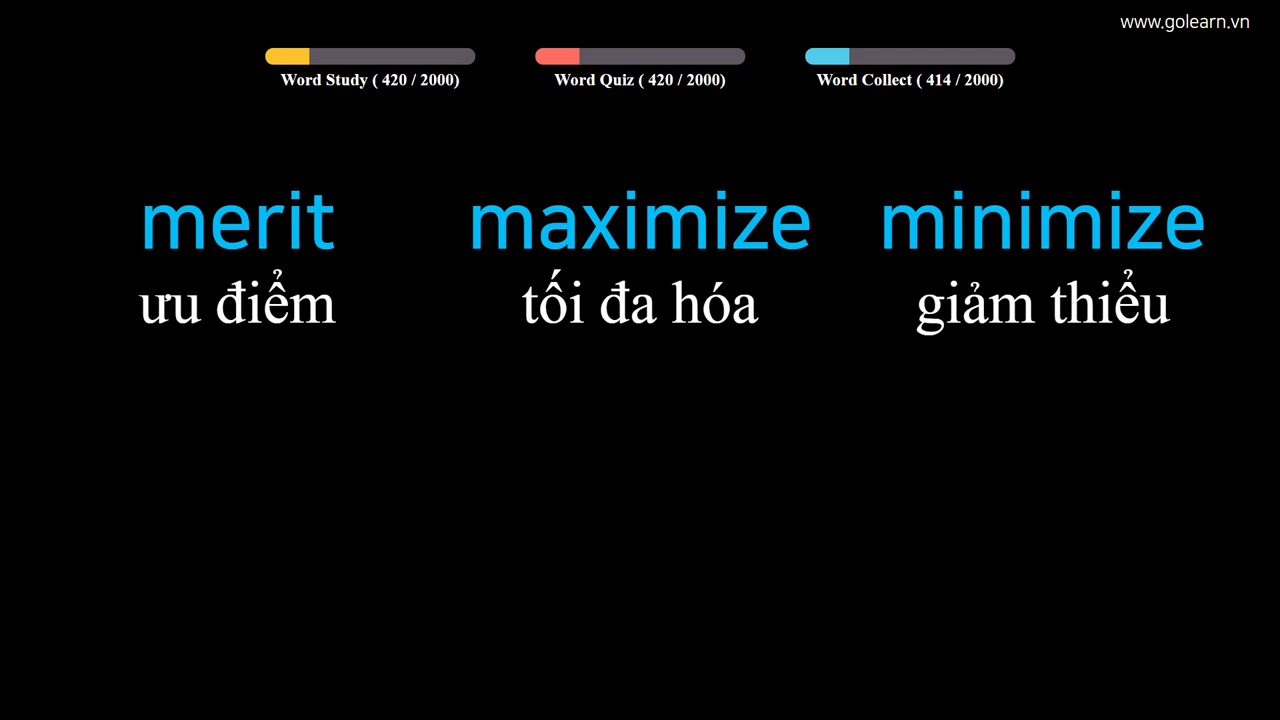 www.golearn.vn
Word Study ( 420 / 2000)
Word Quiz ( 420 / 2000)
Word Collect ( 414 / 2000)
merit
maximize
minimize
ưu điểm
tối đa hóa
giảm thiểu